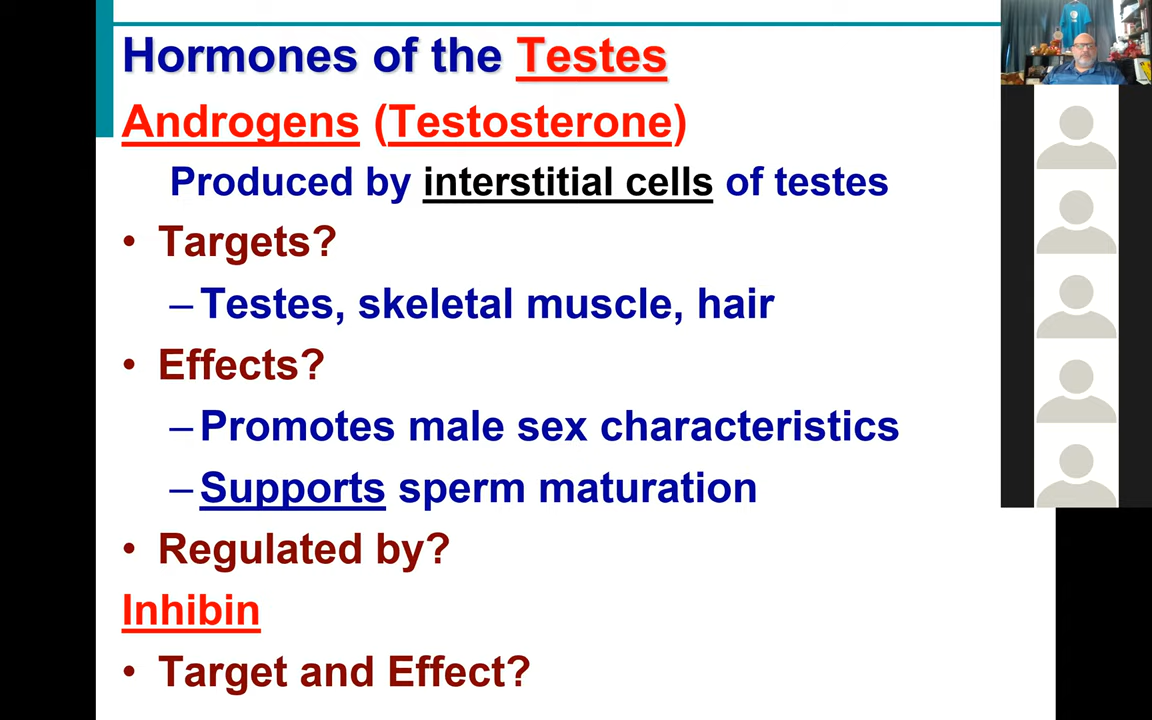 Hormones of the Testes
Androgens (Testosterone)
Produced by interstitial cells of testes
• Targets?
– Testes, skeletal muscle, hair
• Effects?
– Promotes male sex characteristics
– Supports sperm maturation
• Regulated by?
Inhibin
• Target and Effect?